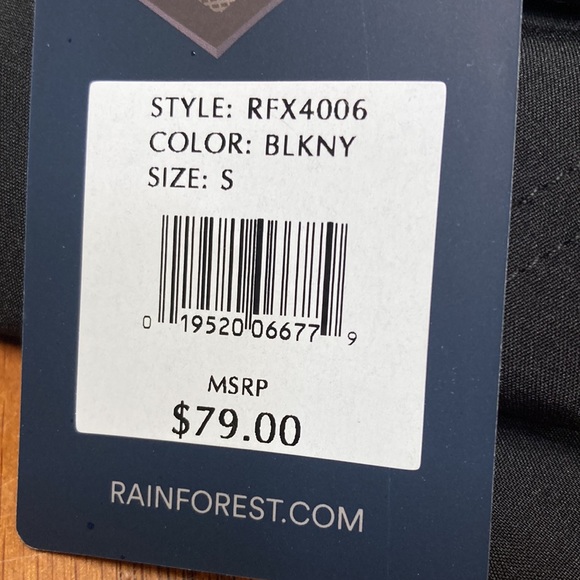 STYLE: RFX4006
COLOR: BLKNY
SIZE: S
0 19520 06677 9
MSRP
$79.00
RAINFOREST.COM